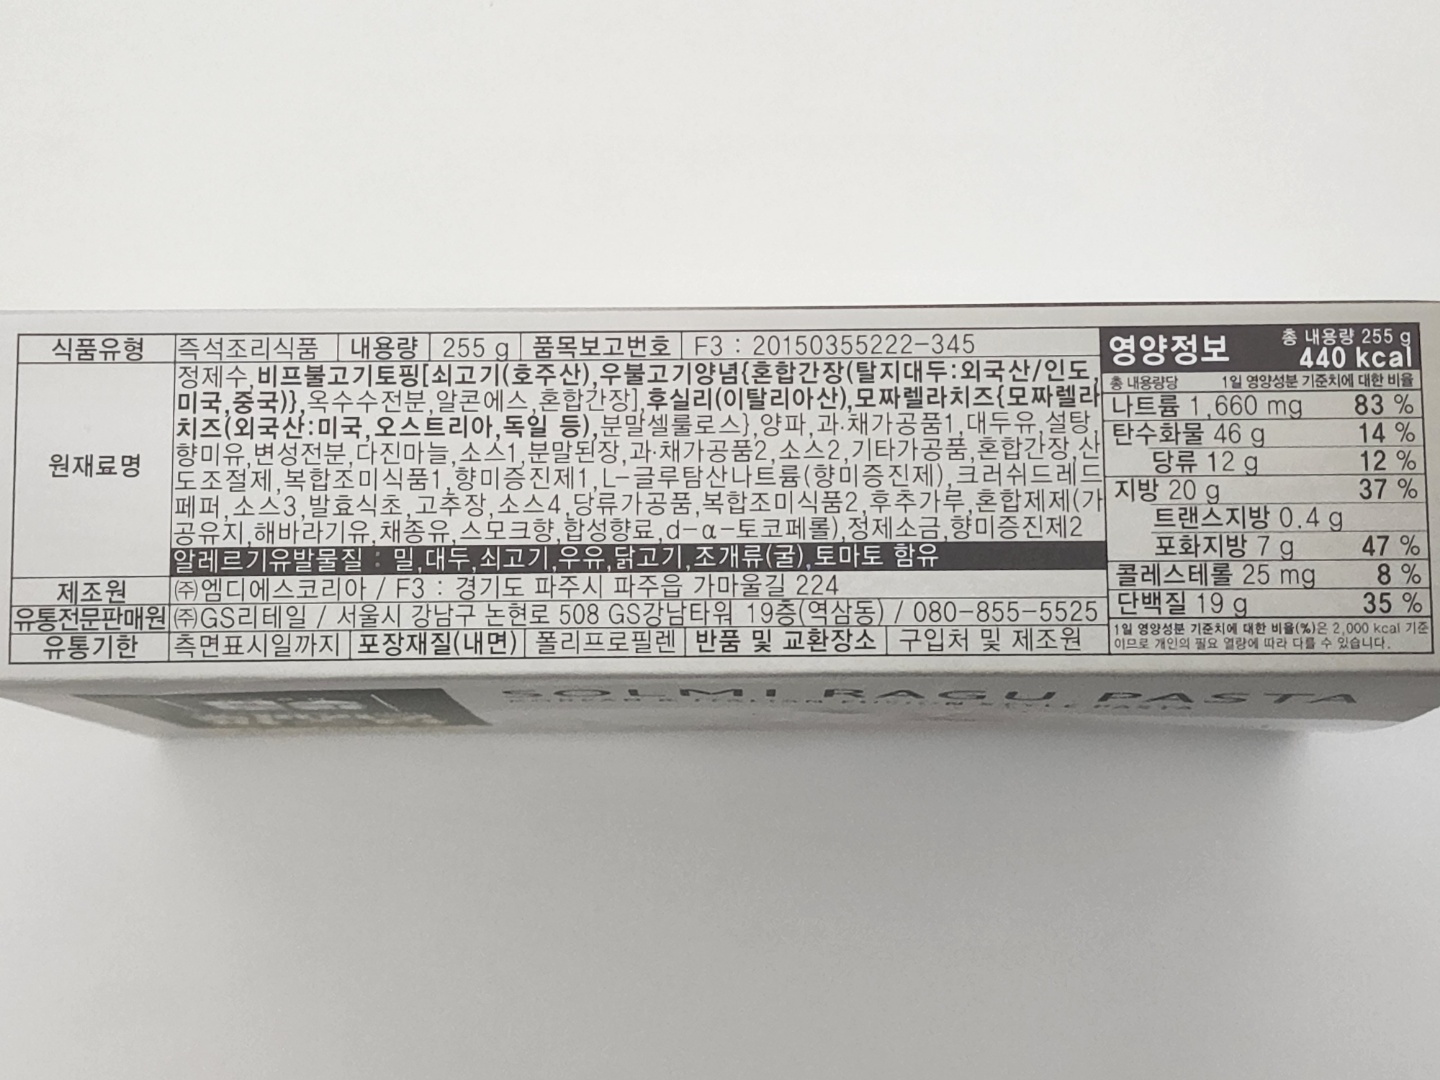 식품유형 즉석조리식품 내용량 255 g 품목보고번호 F3 : 20150355222-345
원재료명
정제수,비프불고기토핑[쇠고기(호주산),우불고기양념{혼합간장(탈지대두:외국산/인도,
미국,중국)},옥수수전분,알콘에스,혼합간장],후실리(이탈리아산),모짜렐라치즈{모짜렐라
치즈(외국산:미국,오스트리아,독일 등),분말셀룰로스},양파,과·채가공품1,대두유,설탕,
향미유,변성전분,다진마늘,소스1,분말된장,과·채가공품2,소스2,기타가공품,혼합간장,산
도조절제,복합조미식품1,향미증진제1,L-글루탐산나트륨(향미증진제),크러쉬드레드
페퍼,소스3,발효식초,고추장,소스4,당류가공품,복합조미식품2,후추가루,혼합제제(가
공유지,해바라기유,채종유,스모크향,합성향료,d-α-토코페롤),정제소금,향미증진제2
알레르기유발물질 : 밀,대두,쇠고기,우유,닭고기,조개류(굴),토마토 함유
제조원 ㈜엠디에스코리아 / F3 : 경기도 파주시 파주읍 가마울길 224
유통전문판매원 ㈜GS리테일 / 서울시 강남구 논현로 508 GS강남타워 19층(역삼동) / 080-855-5525
유통기한 측면표시일까지 포장재질(내면) 폴리프로필렌 반품 및 교환장소 구입처 및 제조원
영양정보 총 내용량 255 g
440 kcal
총 내용량당 1일 영양성분 기준치에 대한 비율
나트륨 1,660 mg 83 %
탄수화물 46 g 14 %
당류 12 g 12 %
지방 20 g 37 %
트랜스지방 0.4 g
포화지방 7 g 47 %
콜레스테롤 25 mg 8 %
단백질 19 g 35 %
1일 영양성분 기준치에 대한 비율(%)은 2,000 kcal 기준
이므로 개인의 필요 열량에 따라 다를 수 있습니다.
SOLMI RAGU PASTA